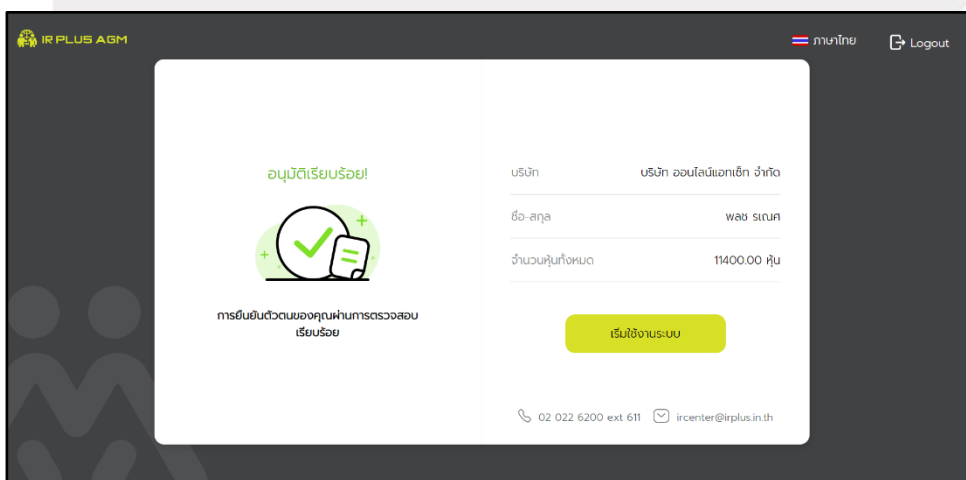 IR PLUS AGM
ภาษาไทย
Logout
อนุมัติเรียบร้อย!
การยืนยันตัวตนของคุณผ่านการตรวจสอบ
เรียบร้อย
บริษัท บริษัท ออนไลน์แอทเซ็ท จำกัด
ชื่อ-สกุล พลช รเณศ
จำนวนหุ้นทั้งหมด 11400.00 หุ้น
เริ่มใช้งานระบบ
02 022 6200 ext 611 ircenter@irplus.in.th